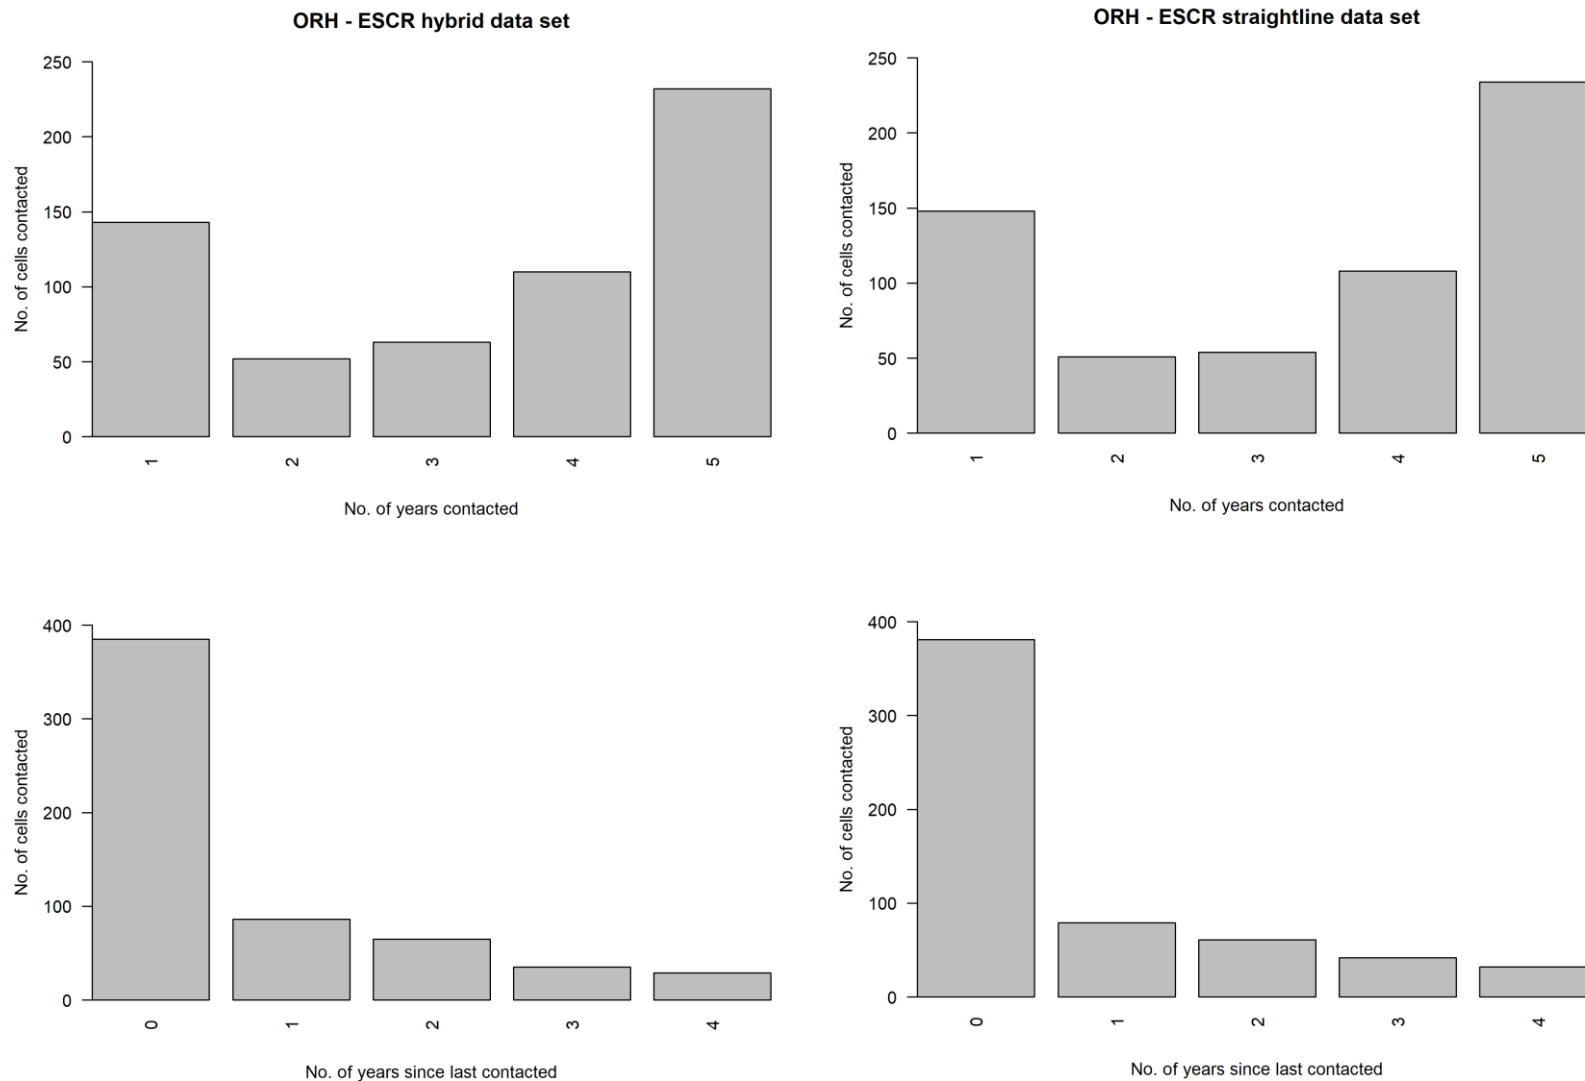 ORH - ESCR hybrid data set
No. of cells contacted
250
200
150
100
50
0
1 2 3 4 5
No. of years contacted
ORH - ESCR straightline data set
No. of cells contacted
250
200
150
100
50
0
1 2 3 4 5
No. of years contacted
No. of cells contacted
400
300
200
100
0
0 1 2 3 4
No. of years since last contacted
No. of cells contacted
400
300
200
100
0
0 1 2 3 4
No. of years since last contacted